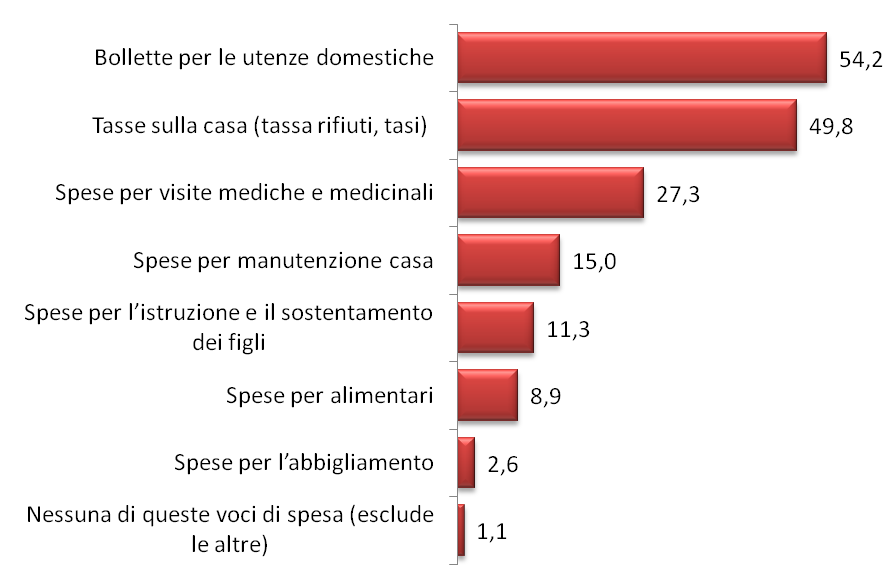 Bollette per le utenze domestiche
54,2
Tasse sulla casa (tassa rifiuti, tasi)
49,8
Spese per visite mediche e medicinali
27,3
Spese per manutenzione casa
15,0
Spese per l’istruzione e il sostentamento
dei figli
11,3
Spese per alimentari
8,9
Spese per l’abbigliamento
2,6
Nessuna di queste voci di spesa (esclude
le altre)
1,1